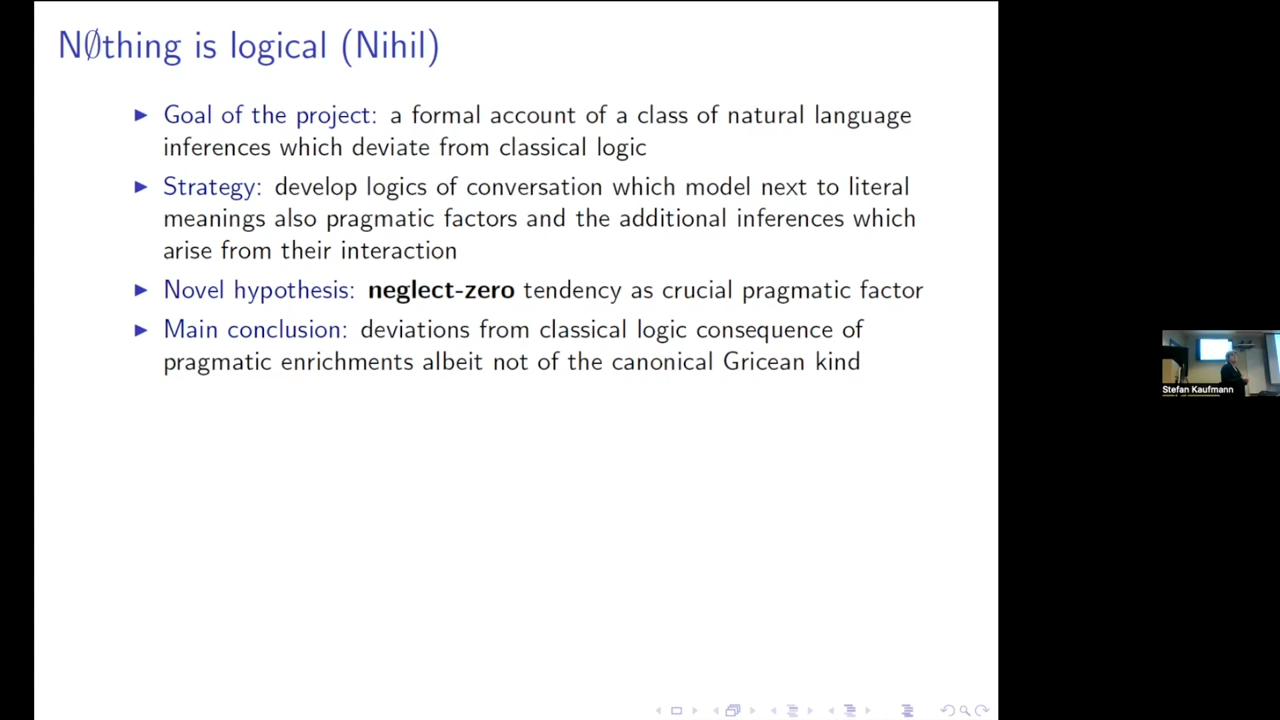 N∅thing is logical (Nihil)
Goal of the project: a formal account of a class of natural language
inferences which deviate from classical logic
Strategy: develop logics of conversation which model next to literal
meanings also pragmatic factors and the additional inferences which
arise from their interaction
Novel hypothesis: neglect-zero tendency as crucial pragmatic factor
Main conclusion: deviations from classical logic consequence of
pragmatic enrichments albeit not of the canonical Gricean kind
Stefan Kaufmann